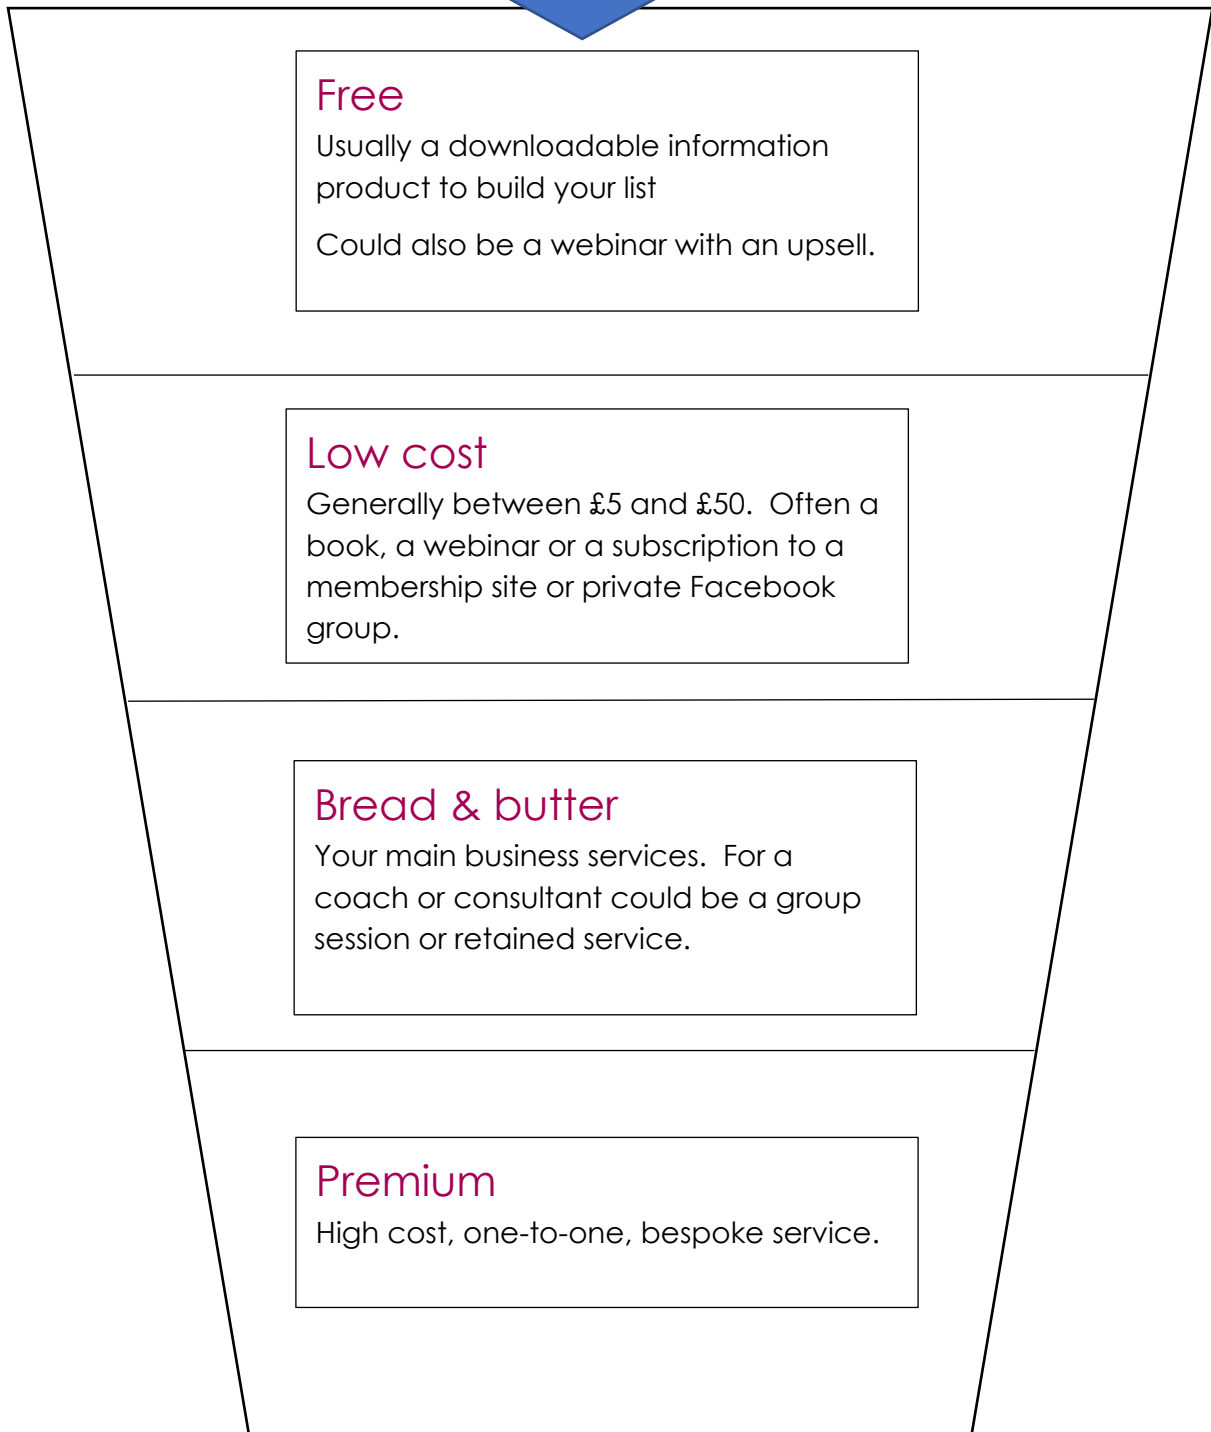 Free
Usually a downloadable information
product to build your list
Could also be a webinar with an upsell.
Low cost
Generally between £5 and £50.  Often a
book, a webinar or a subscription to a
membership site or private Facebook
group.
Bread & butter
Your main business services.  For a
coach or consultant could be a group
session or retained service.
Premium
High cost, one-to-one, bespoke service.